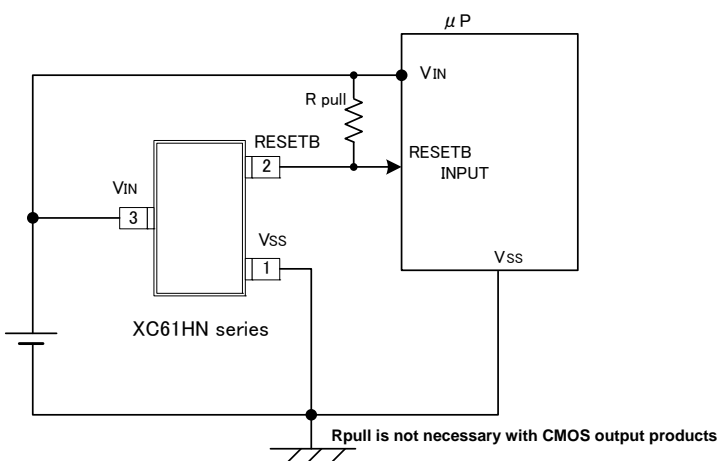 μ P
VIN
R pull
RESETB
2
RESETB
INPUT
VIN
3
VSS
1
VSS
XC61HN series
Rpull is not necessary with CMOS output products